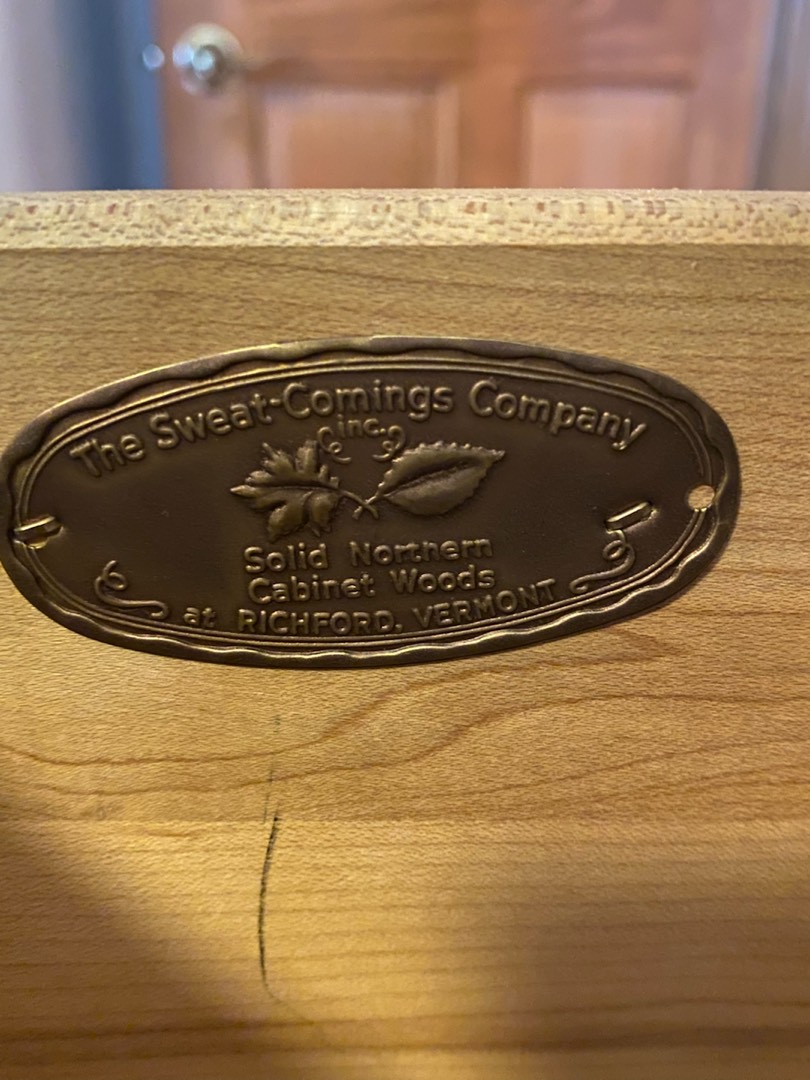 The Sweat-Comings Company
inc.
Solid Northern
Cabinet Woods
at RICHFORD, VERMONT